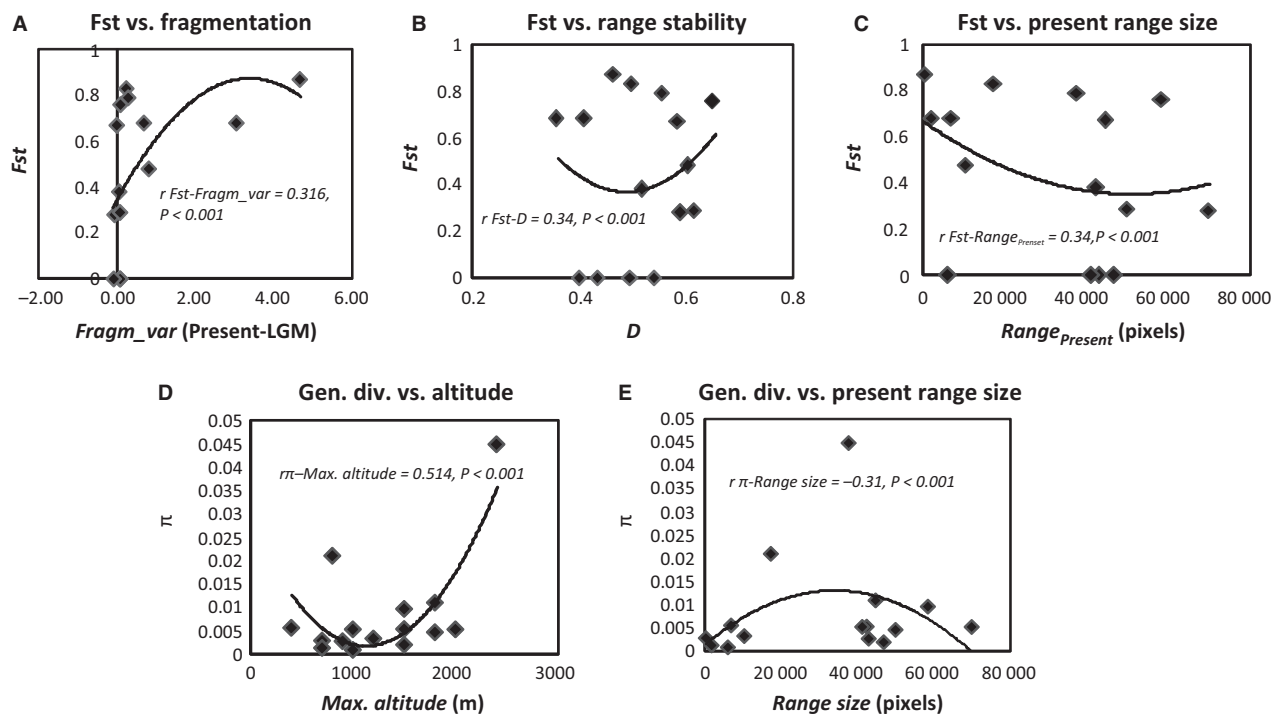 A Fst vs. fragmentation
1
0.8
0.6
0.4
0.2
0
Fst
r Fst-Fragm_var = 0.316,
P < 0.001
–2.00 0.00 2.00 4.00 6.00
Fragm_var (Present-LGM)
B Fst vs. range stability
1
0.8
0.6
0.4
0.2
0
Fst
r Fst-D = 0.34, P < 0.001
0.2 0.4 0.6 0.8
D
C Fst vs. present range size
1
0.8
0.6
0.4
0.2
0
Fst
r Fst-Range Prenset = 0.34,P < 0.001
0 20 000 40 000 60 000 80 000
Range Present (pixels)
D Gen. div. vs. altitude
0.05
0.045
0.04
0.035
0.03
0.025
0.02
0.015
0.01
0.005
0
π
rπ–Max. altitude = 0.514, P < 0.001
0 1000 2000 3000
Max. altitude (m)
E Gen. div. vs. present range size
0.05
0.045
0.04
0.035
0.03
0.025
0.02
0.015
0.01
0.005
0
π
r π-Range size = –0.31, P < 0.001
0 20 000 40 000 60 000 80 000
Range size (pixels)